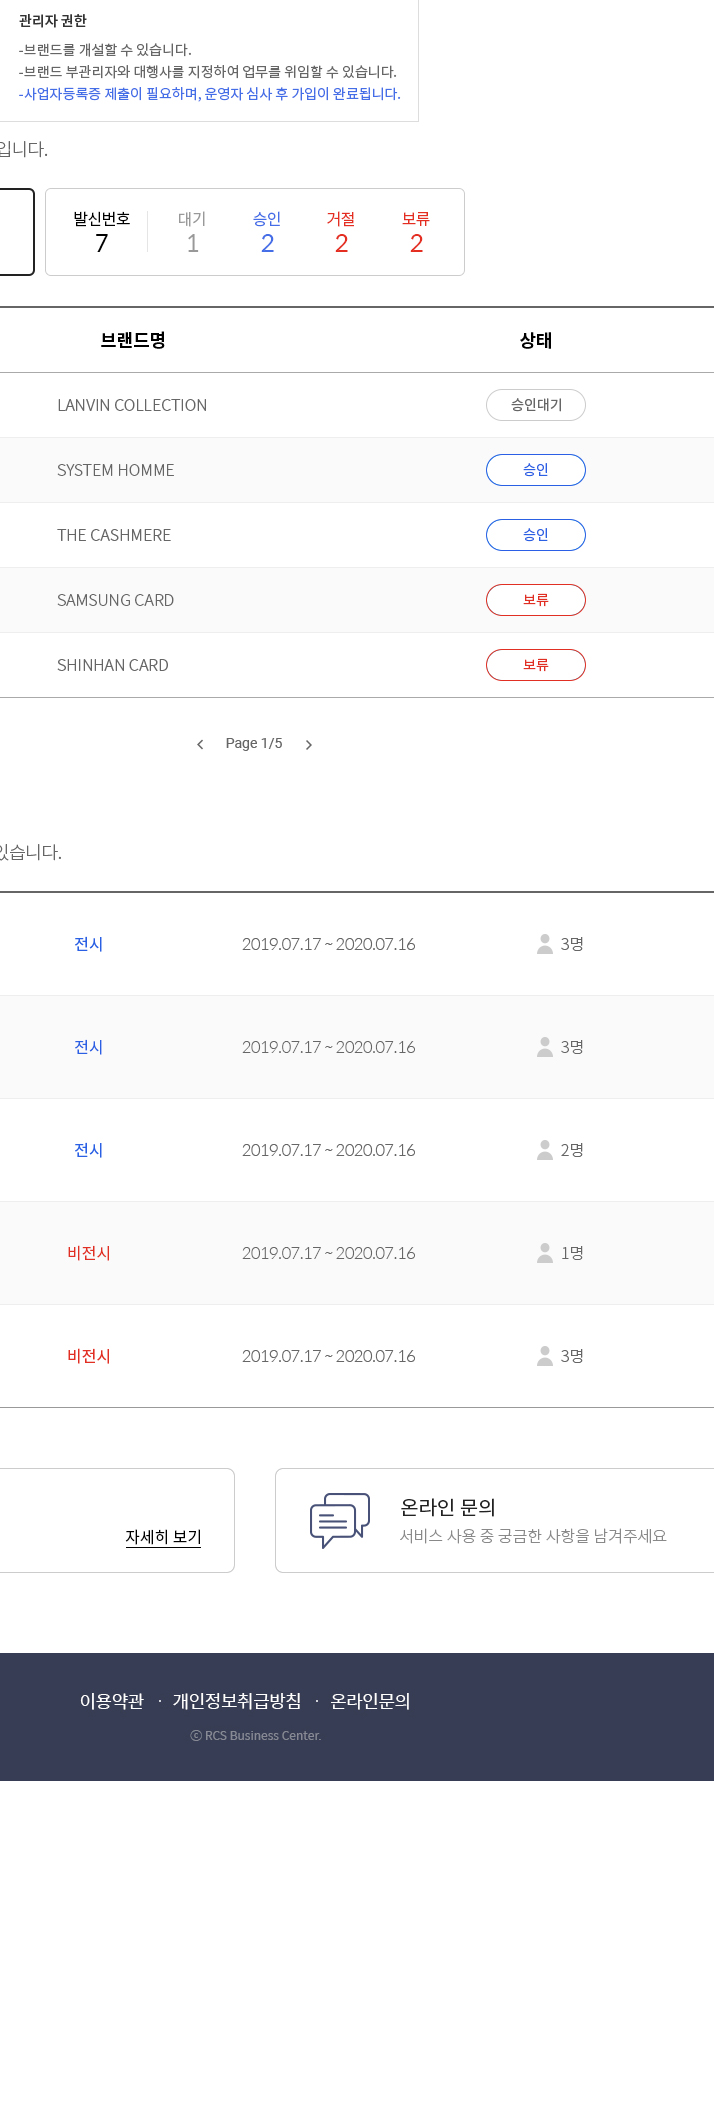 관리자 권한
-브랜드를 개설할 수 있습니다.
-브랜드 부관리자와 대행사를 지정하여 업무를 위임할 수 있습니다.
-사업자등록증 제출이 필요하며, 운영자 심사 후 가입이 완료됩니다.
입니다.
발신번호 대기 승인 거절 보류
7 1 2 2 2
브랜드명 상태
LANVIN COLLECTION 승인대기
SYSTEM HOMME 승인
THE CASHMERE 승인
SAMSUNG CARD 보류
SHINHAN CARD 보류
< Page 1/5 >
있습니다.
전시 2019.07.17 ~ 2020.07.16 3명
전시 2019.07.17 ~ 2020.07.16 3명
전시 2019.07.17 ~ 2020.07.16 2명
비전시 2019.07.17 ~ 2020.07.16 1명
비전시 2019.07.17 ~ 2020.07.16 3명
자세히 보기
온라인 문의
서비스 사용 중 궁금한 사항을 남겨주세요
이용약관 · 개인정보취급방침 · 온라인문의
ⓒ RCS Business Center.